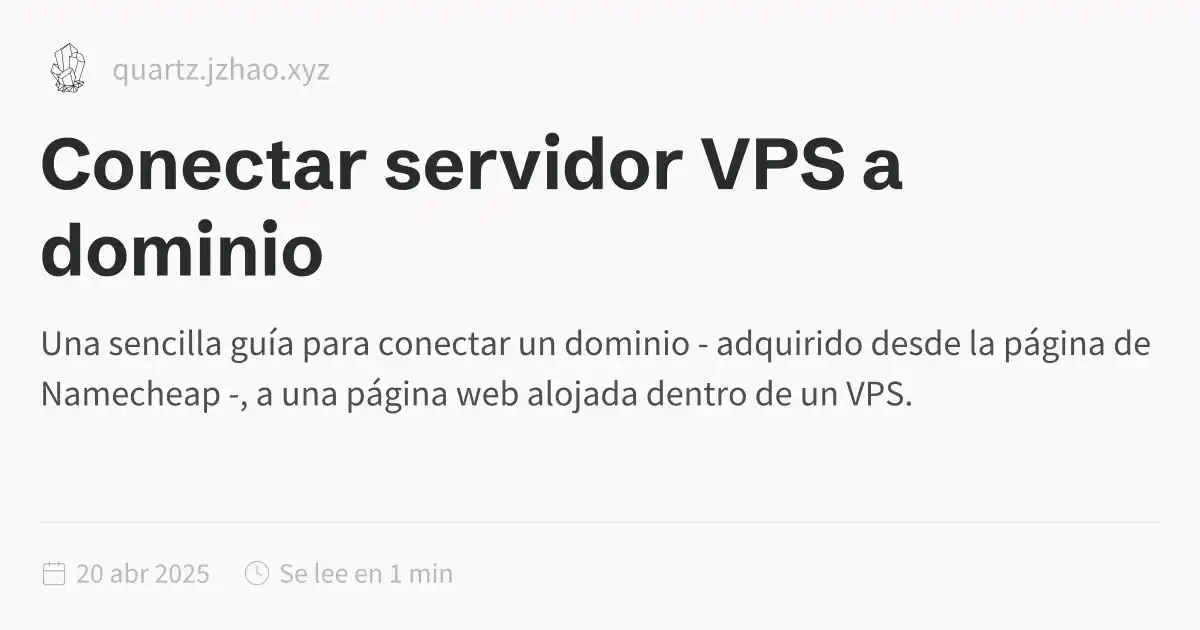 quartz.jzhao.xyz
Conectar servidor VPS a
dominio
Una sencilla guía para conectar un dominio - adquirido desde la página de
Namecheap -, a una página web alojada dentro de un VPS.
20 abr 2025 Se lee en 1 min